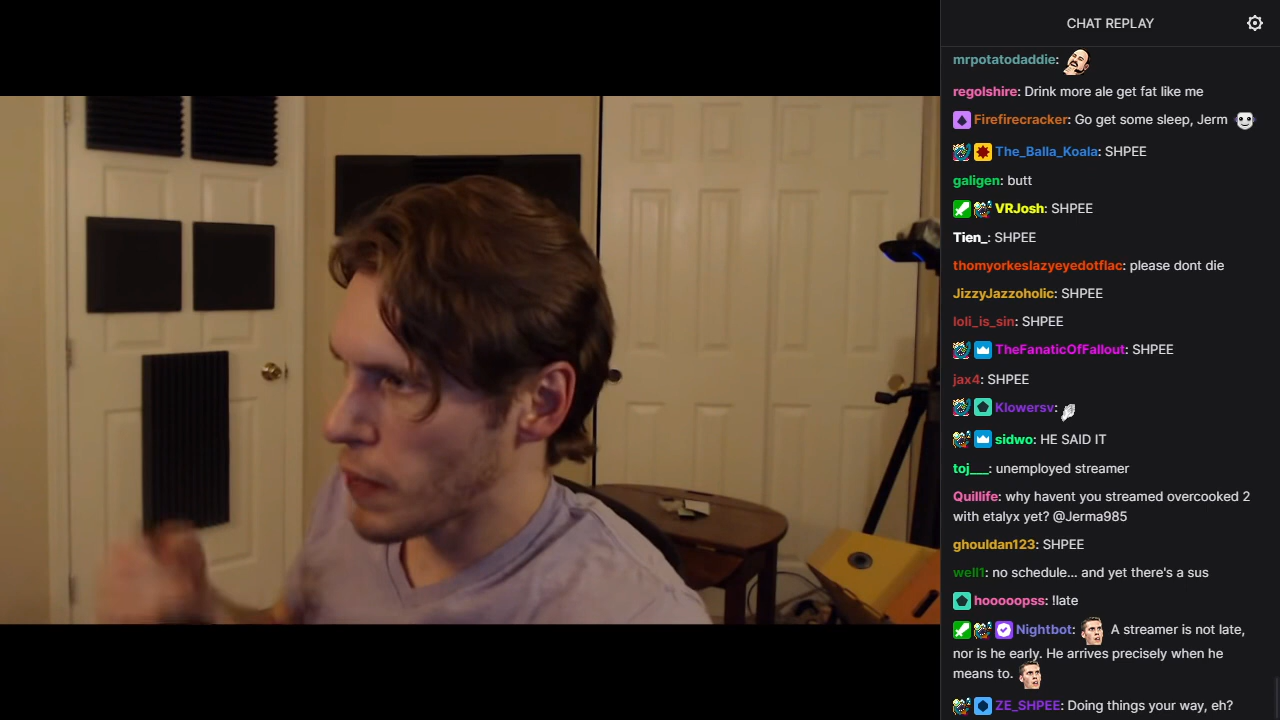 CHAT REPLAY
mrpotatodaddie:
regolshire: Drink more ale get fat like me
Firefirecracker: Go get some sleep, Jerm
The_Balla_Koala: SHPEE
galigen: butt
VRJosh: SHPEE
Tien_: SHPEE
thomyorkeslazyeyedotflac: please dont die
JizzyJazzoholic: SHPEE
loli_is_sin: SHPEE
TheFanaticOfFallout: SHPEE
jax4: SHPEE
Klowersv:
sidwo: HE SAID IT
toj___: unemployed streamer
Quillife: why havent you streamed overcooked 2
with etalyx yet? @Jerma985
ghouldan123: SHPEE
well1: no schedule... and yet there's a sus
hooooopss: !late
Nightbot: A streamer is not late,
nor is he early. He arrives precisely when he
means to.
ZE_SHPEE: Doing things your way, eh?